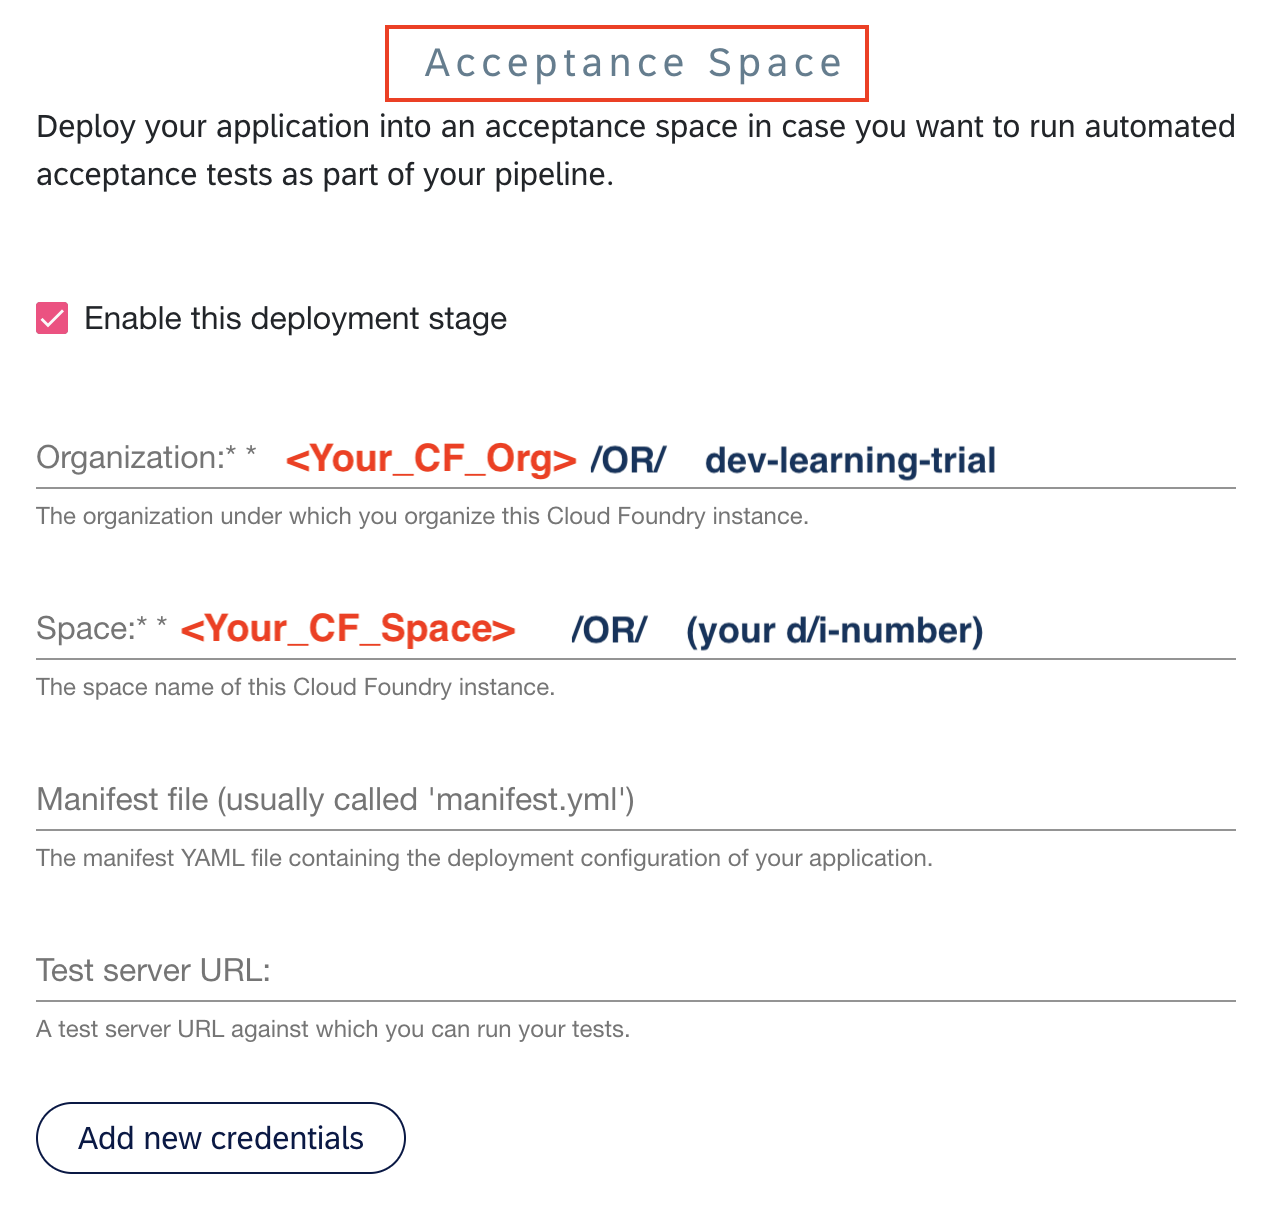 Acceptance Space
Deploy your application into an acceptance space in case you want to run automated
acceptance tests as part of your pipeline.
Enable this deployment stage
Organization:* * <Your_CF_Org> /OR/ dev-learning-trial
The organization under which you organize this Cloud Foundry instance.
Space:* * <Your_CF_Space> /OR/ (your d/i-number)
The space name of this Cloud Foundry instance.
Manifest file (usually called 'manifest.yml')
The manifest YAML file containing the deployment configuration of your application.
Test server URL:
A test server URL against which you can run your tests.
Add new credentials